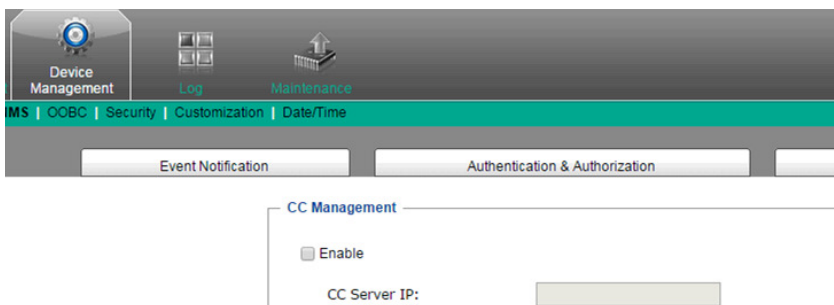 Device
Management
Log
Maintenance
IMS | OOBC | Security | Customization | Date/Time
Event Notification
Authentication & Authorization
CC Management
Enable
CC Server IP: